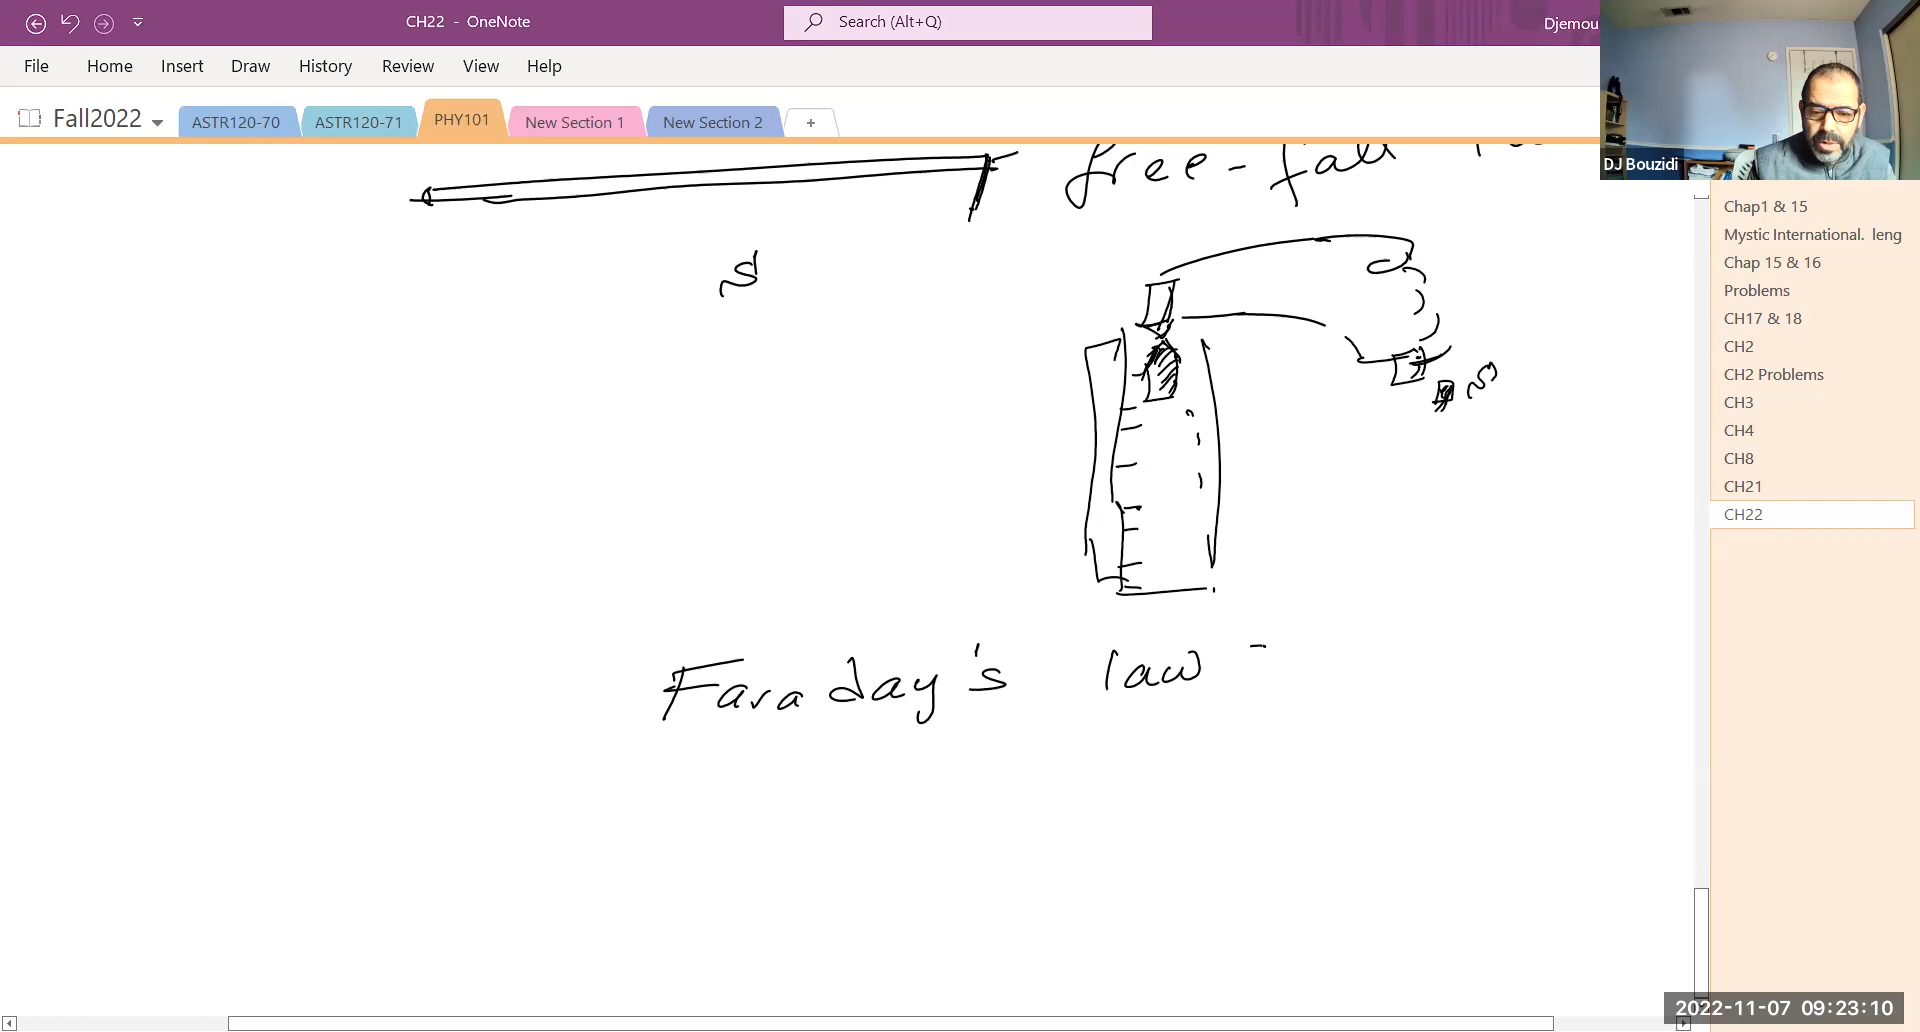 CH22 - OneNote
Search (Alt+Q)
Djemou
File Home Insert Draw History Review View Help
Fall2022
ASTR120-70
ASTR120-71
PHY101
New Section 1
New Section 2
+
DJ Bouzidi
free-fall
Faraday's law
Chap1 & 15
Mystic International. leng
Chap 15 & 16
Problems
CH17 & 18
CH2
CH2 Problems
CH3
CH4
CH8
CH21
CH22
2022-11-07 09:23:10